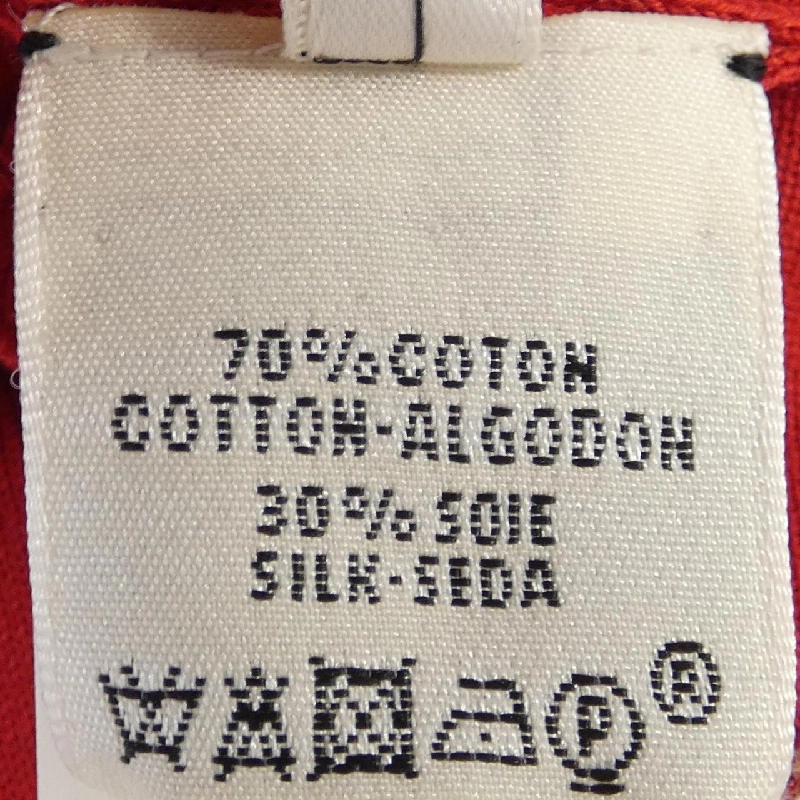 70% COTON
COTTON-ALGODON
30% SOIE
SILK-SEDA
P ®